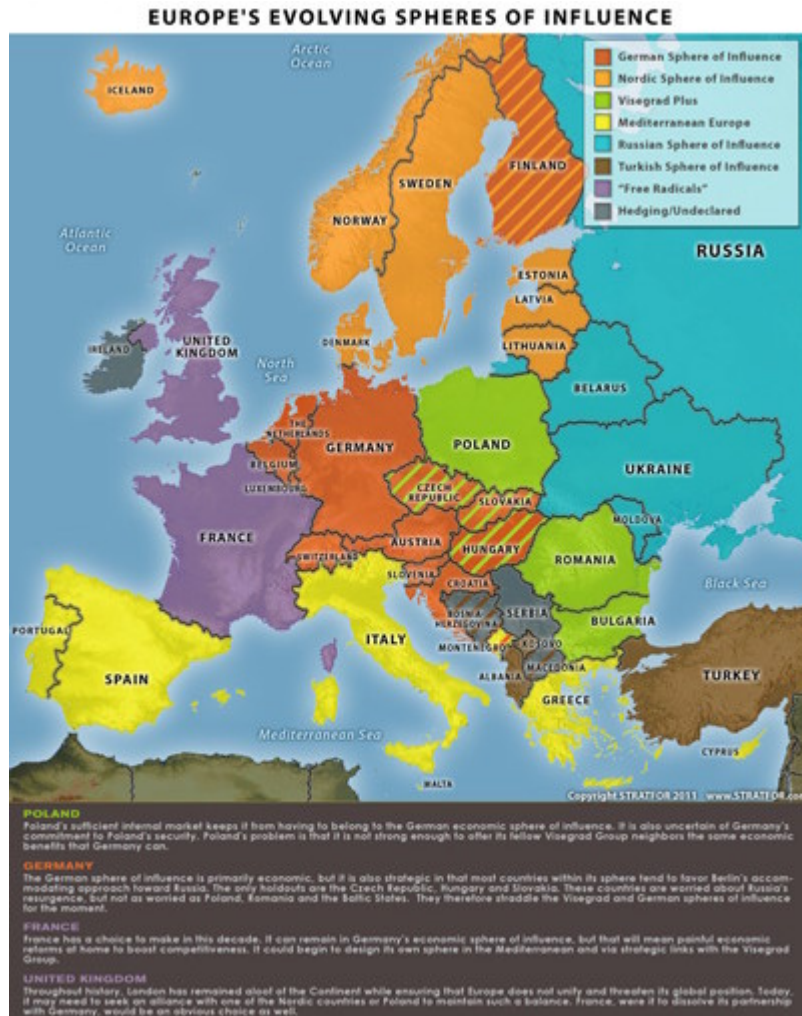 EUROPE'S EVOLVING SPHERES OF INFLUENCE
Arctic
Ocean
German Sphere of Influence
Nordic Sphere of Influence
Visegrad Plus
Mediterranean Europe
Russian Sphere of Influence
Turkish Sphere of Influence
"Free Radicals"
Hedging/Undeclared
ICELAND
FINLAND
SWEDEN
NORWAY
Atlantic
Ocean
RUSSIA
ESTONIA
LATVIA
LITHUANIA
DENMARK
IRELAND
UNITED
KINGDOM
North
Sea
BELARUS
THE
NETHERLANDS
GERMANY
POLAND
BELGIUM
LUXEMBOURG
CZECH
REPUBLIC
SLOVAKIA
UKRAINE
MOLDOVA
FRANCE
SWITZERLAND
AUSTRIA
HUNGARY
ROMANIA
SLOVENIA
CROATIA
BOSNIA
HERZEGOVINA
SERBIA
Black Sea
BULGARIA
PORTUGAL
SPAIN
ITALY
MONTENEGRO
KOSOVO
MACEDONIA
ALBANIA
GREECE
TURKEY
CYPRUS
Mediterranean Sea
MALTA
Copyright STRATFOR 2011 www.STRATFOR.com
POLAND
Poland's sufficient internal market keeps it from having to belong to the German economic sphere of influence. It is also uncertain of Germany's
commitment to Poland's security. Poland's problem is that it is not strong enough to offer its fellow Visegrad Group neighbors the same economic
benefits that Germany can.
GERMANY
The German sphere of influence is primarily economic, but it is also strategic in that most countries within its sphere tend to favor Berlin's accom-
modating approach toward Russia. The only holdouts are the Czech Republic, Hungary and Slovakia. These countries are worried about Russia's
resurgence, but not as worried as Poland, Romania and the Baltic States. They therefore straddle the Visegrad and German spheres of influence
for the moment.
FRANCE
France has a choice to make in this decade. It can remain in Germany's economic sphere of influence, but that will mean painful economic
reforms at home to boost competitiveness. It could begin to design its own sphere in the Mediterranean and via strategic links with the Visegrad
Group.
UNITED KINGDOM
Throughout history, London has remained aloof of the Continent while ensuring that Europe does not unify and threaten its global position. Today,
it may need to seek an alliance with one of the Nordic countries or Poland to maintain such a balance. France, were it to dissolve its partnership
with Germany, would be an obvious choice as well.